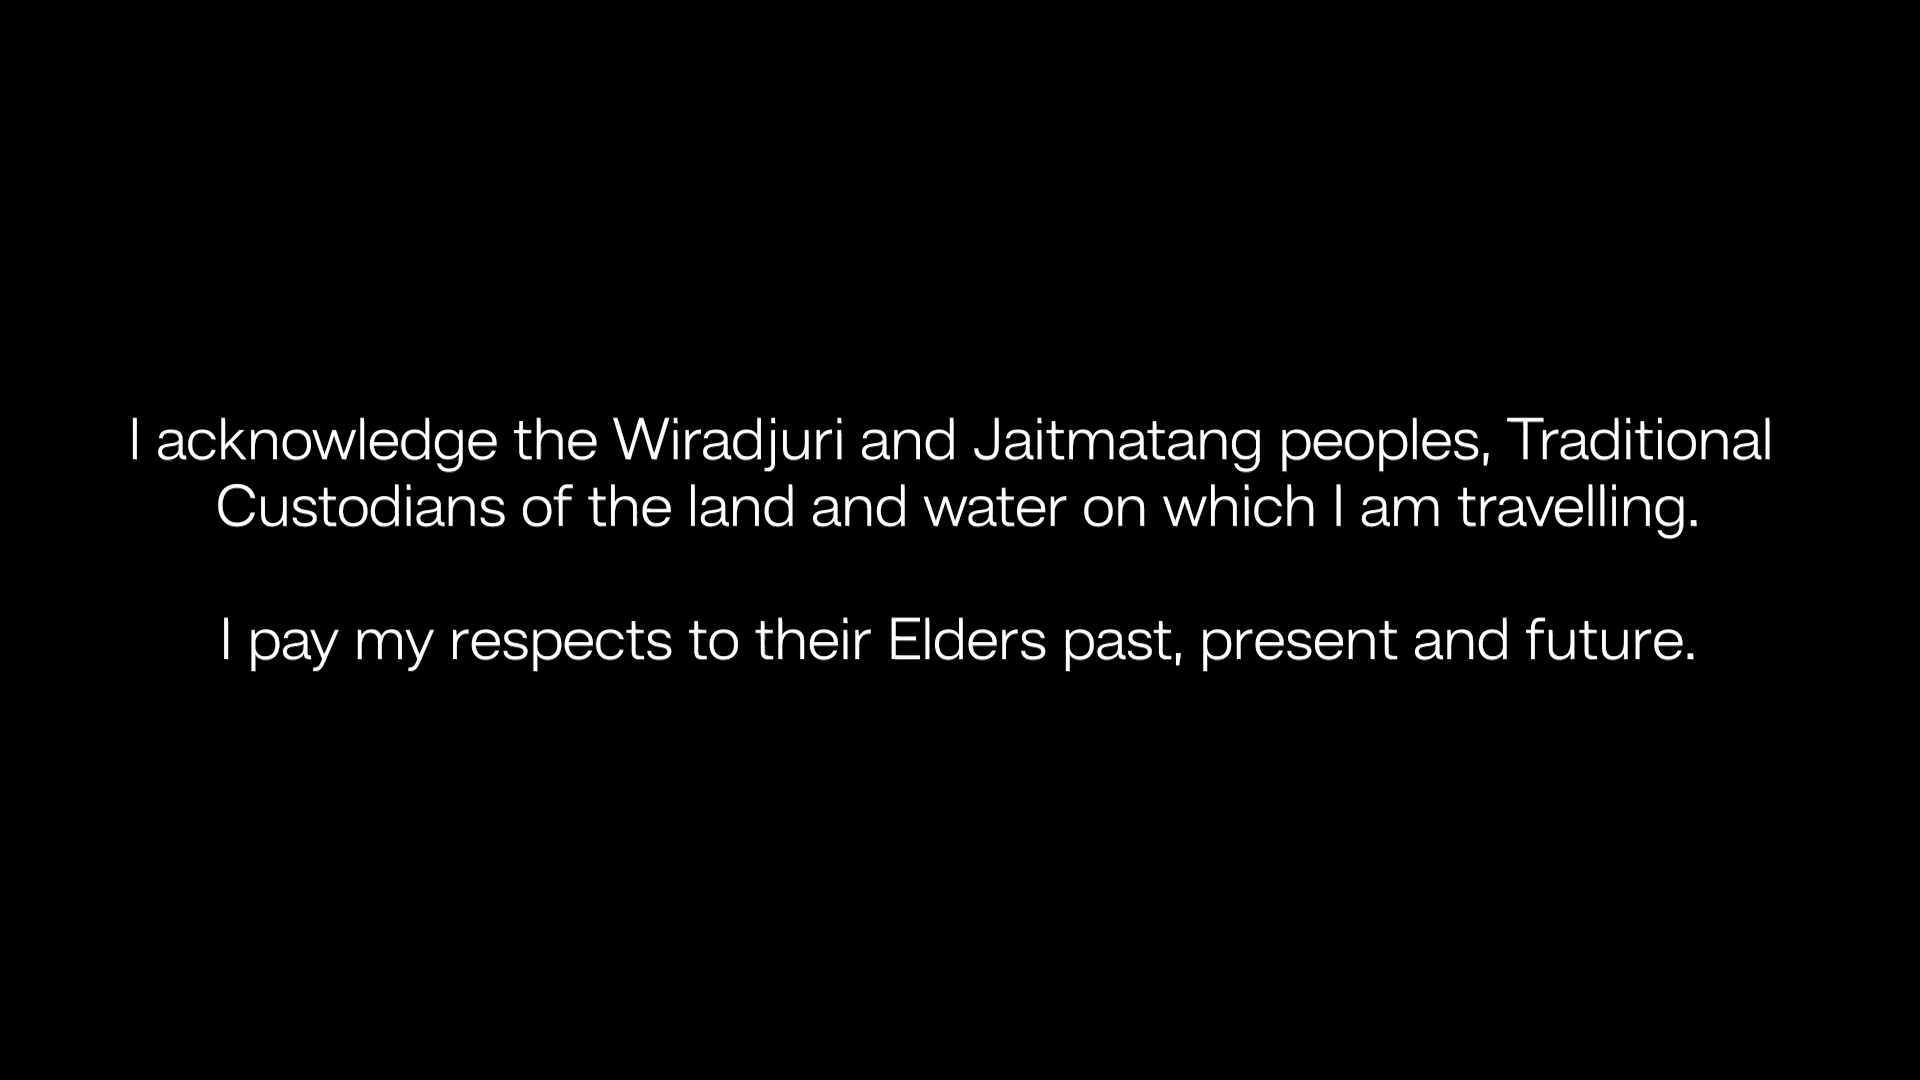 I acknowledge the Wiradjuri and Jaitmatang peoples, Traditional
Custodians of the land and water on which I am travelling.
I pay my respects to their Elders past, present and future.